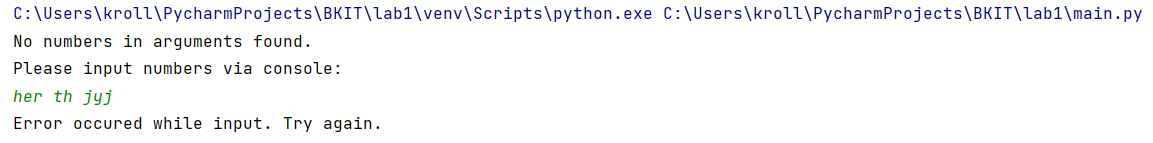 C:\Users\kroll\PycharmProjects\BKIT\lab1\venv\Scripts\python.exe C:\Users\kroll\PycharmProjects\BKIT\lab1\main.py
No numbers in arguments found.
Please input numbers via console:
her th jyj
Error occured while input. Try again.